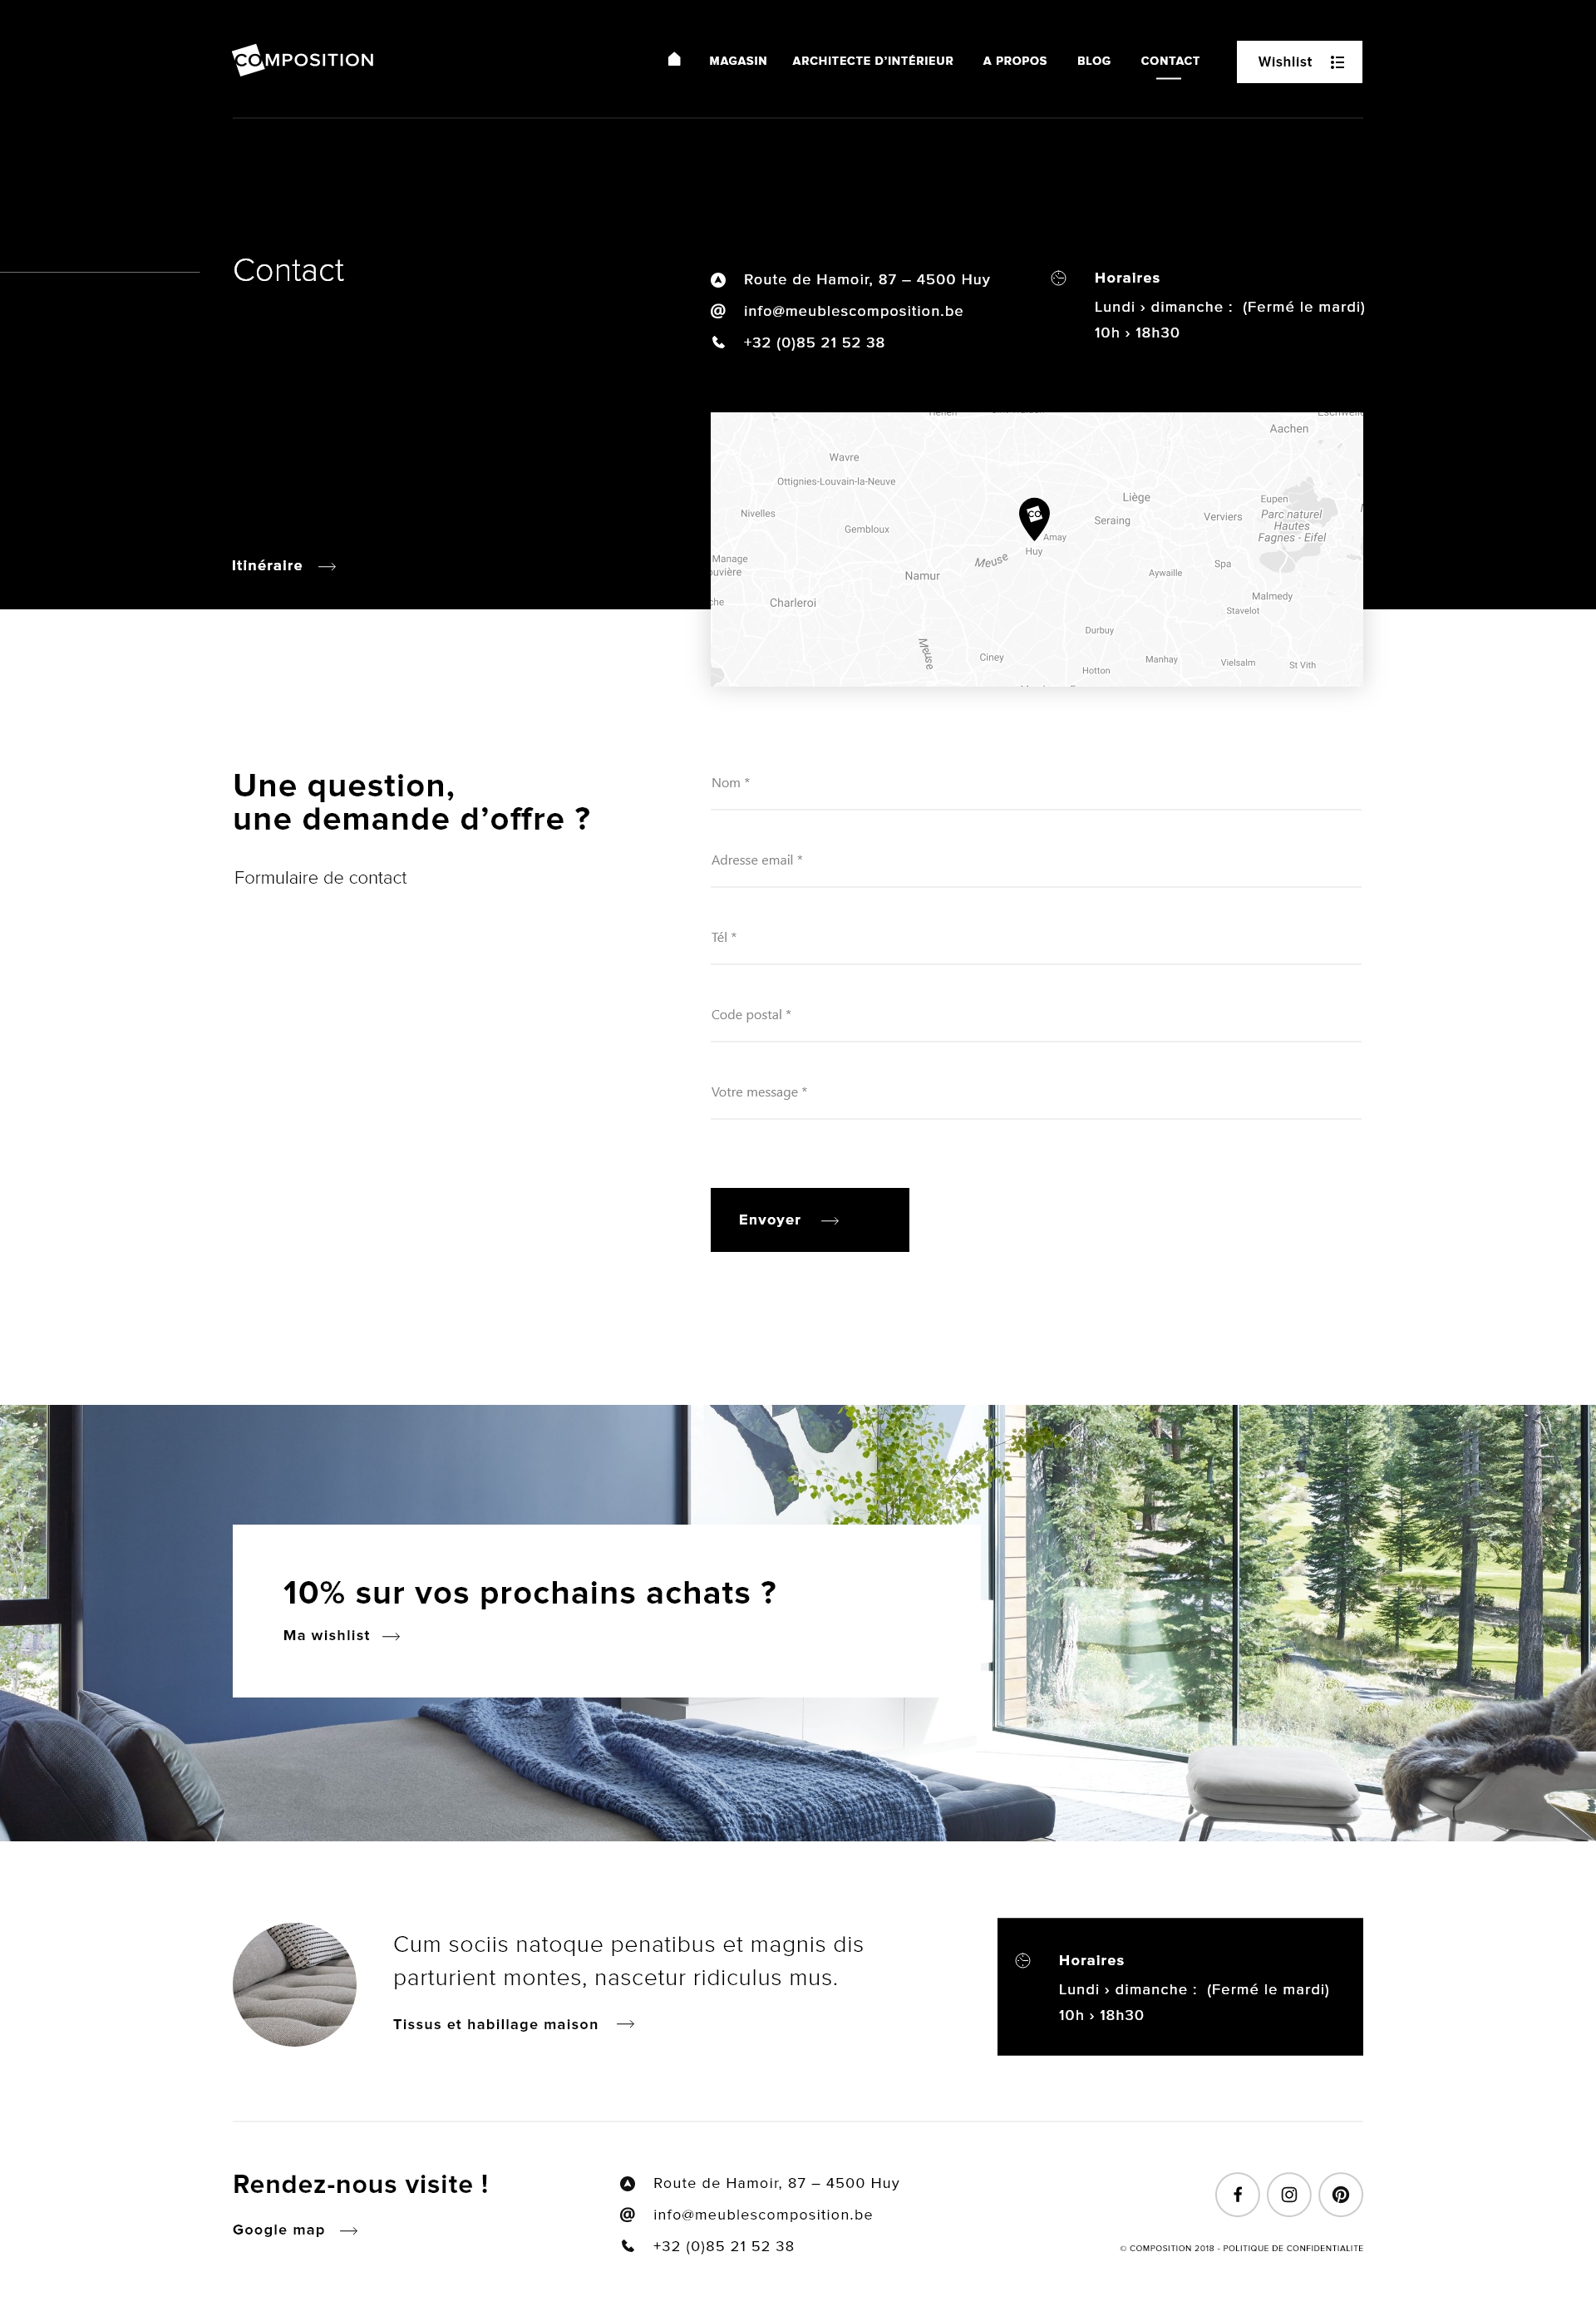 COMPOSITION
MAGASIN
ARCHITECTE D'INTÉRIEUR
A PROPOS
BLOG
CONTACT
Wishlist
Contact
Route de Hamoir, 87 – 4500 Huy
info@meublescomposition.be
+32 (0)85 21 52 38
Horaires
Lundi › dimanche : (Fermé le mardi)
10h › 18h30
Itinéraire
Aachen
Wavre
Ottignies-Louvain-la-Neuve
Liège
Eupen
Nivelles
CO
Seraing
Verviers
Parc naturel
Hautes
Fagnes - Eifel
Gembloux
Amay
Huy
Manage
ouvière
Meuse
Namur
Aywaille
Spa
che
Charleroi
Malmedy
Stavelot
Durbuy
Meuse
Ciney
Hotton
Manhay
Vielsalm
St Vith
Une question,
une demande d’offre ?
Formulaire de contact
Nom *
Adresse email *
Tél *
Code postal *
Votre message *
Envoyer
10% sur vos prochains achats ?
Ma wishlist
Cum sociis natoque penatibus et magnis dis
parturient montes, nascetur ridiculus mus.
Tissus et habillage maison
Horaires
Lundi › dimanche : (Fermé le mardi)
10h › 18h30
Rendez-nous visite !
Google map
Route de Hamoir, 87 – 4500 Huy
info@meublescomposition.be
+32 (0)85 21 52 38
© COMPOSITION 2018 - POLITIQUE DE CONFIDENTIALITE